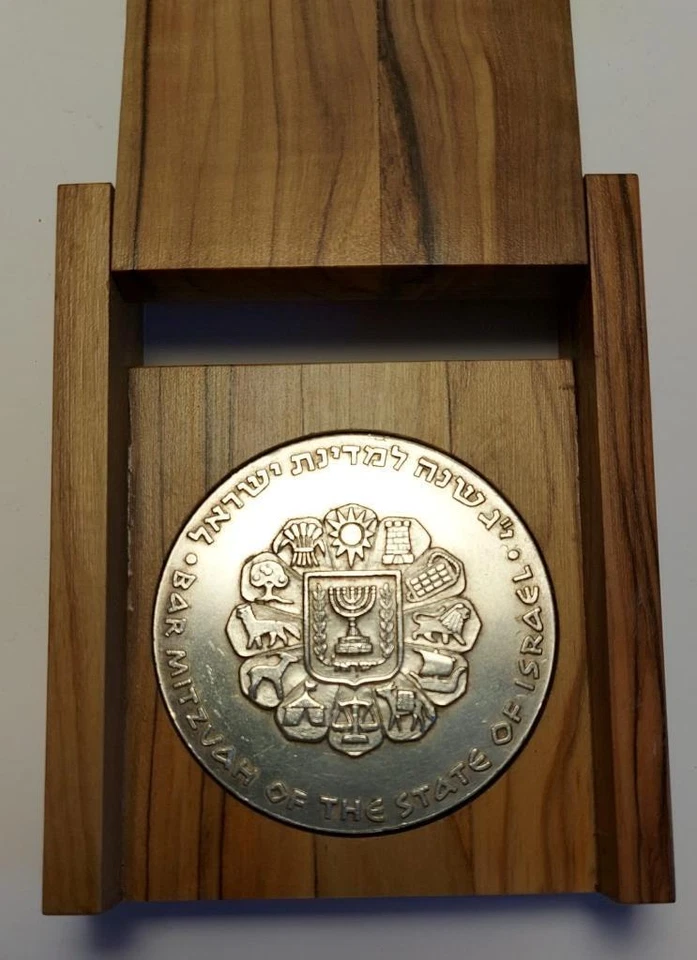 י״ג שנה למדינת ישראל
BAR MITZVAH OF THE STATE OF ISRAEL